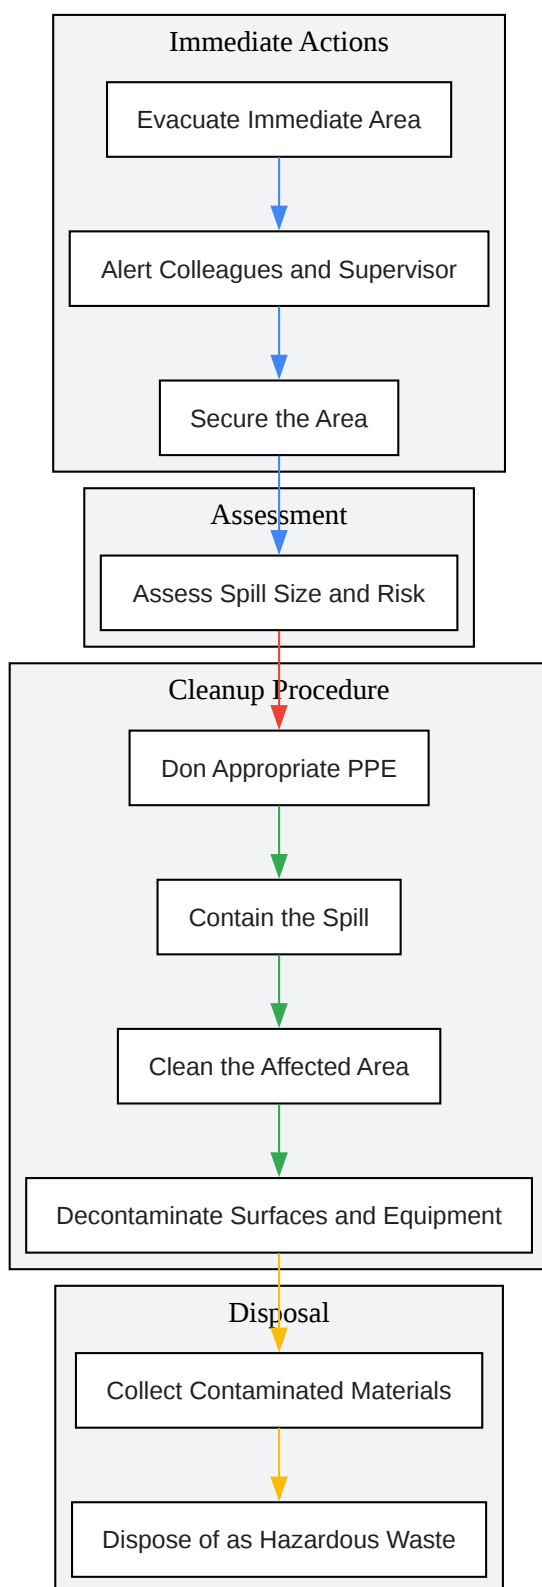 Immediate Actions
Evacuate Immediate Area
Alert Colleagues and Supervisor
Secure the Area
Assessment
Assess Spill Size and Risk
Cleanup Procedure
Don Appropriate PPE
Contain the Spill
Clean the Affected Area
Decontaminate Surfaces and Equipment
Disposal
Collect Contaminated Materials
Dispose of as Hazardous Waste